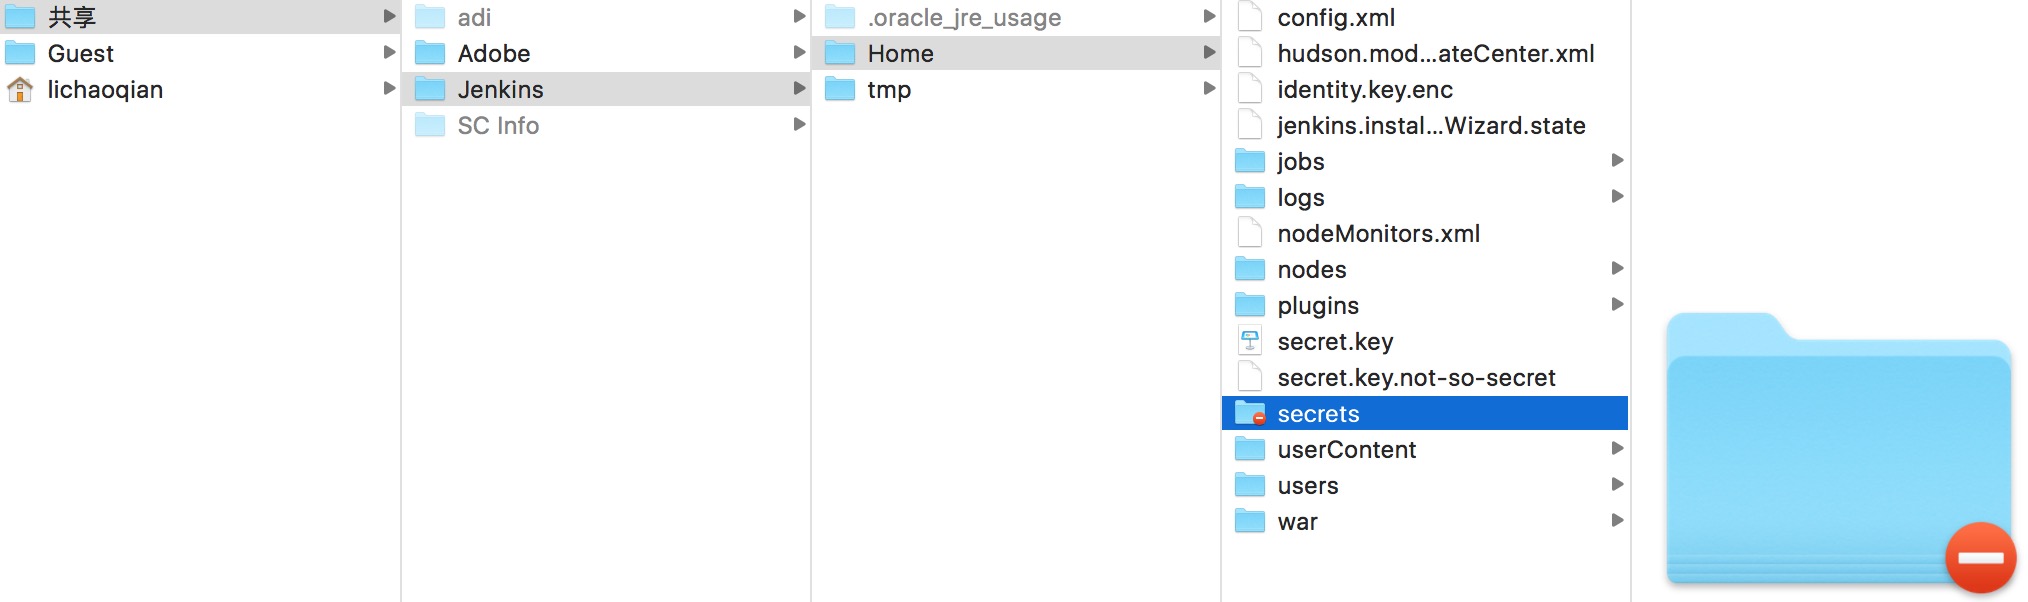 共享
Guest
lichaoqian
adi
Adobe
Jenkins
SC Info
.oracle_jre_usage
Home
tmp
config.xml
hudson.mod...ateCenter.xml
identity.key.enc
jenkins.instal...Wizard.state
jobs
logs
nodeMonitors.xml
nodes
plugins
secret.key
secret.key.not-so-secret
secrets
userContent
users
war